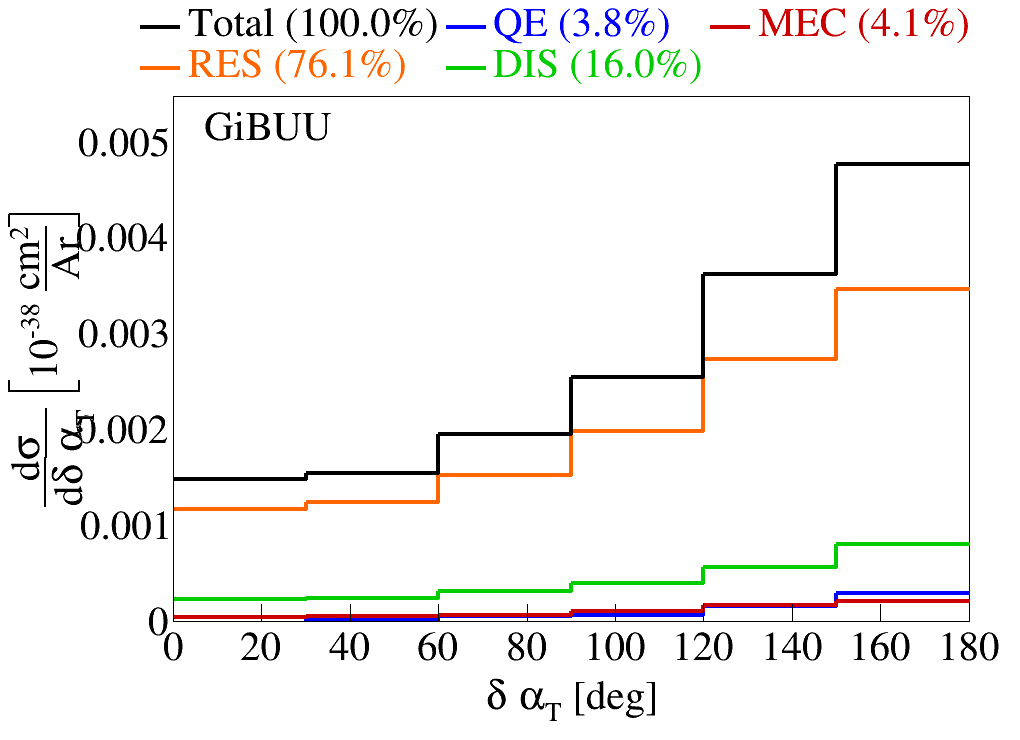 Total (100.0%) QE (3.8%) MEC (4.1%)
RES (76.1%) DIS (16.0%)
GiBUU
0.005
0.004
0.003
0.002
0.001
0
dσ/dδ α_T [10^-38 cm^2/Ar]
0 20 40 60 80 100 120 140 160 180
δ α_T [deg]